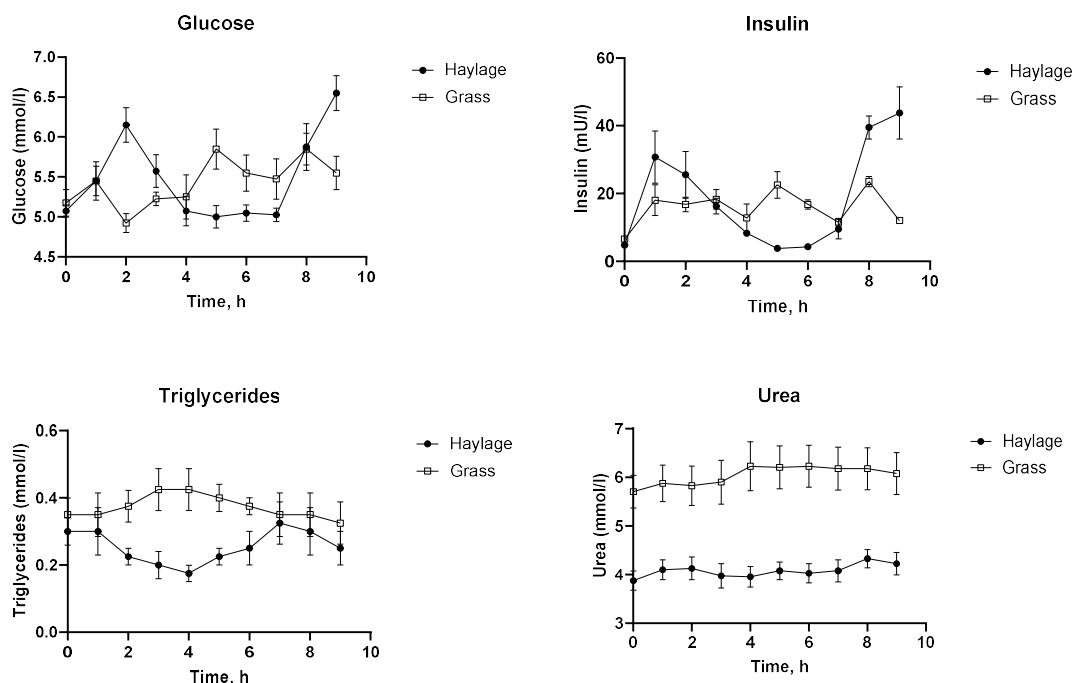 Glucose
Glucose (mmol/l)
7.0
6.5
6.0
5.5
5.0
4.5
0 2 4 6 8 10
Time, h
Haylage
Grass
Insulin
Insulin (mU/l)
60
40
20
0
0 2 4 6 8 10
Time, h
Haylage
Grass
Triglycerides
Triglycerides (mmol/l)
0.6
0.4
0.2
0.0
0 2 4 6 8 10
Time, h
Haylage
Grass
Urea
Urea (mmol/l)
7
6
5
4
3
0 2 4 6 8 10
Time, h
Haylage
Grass